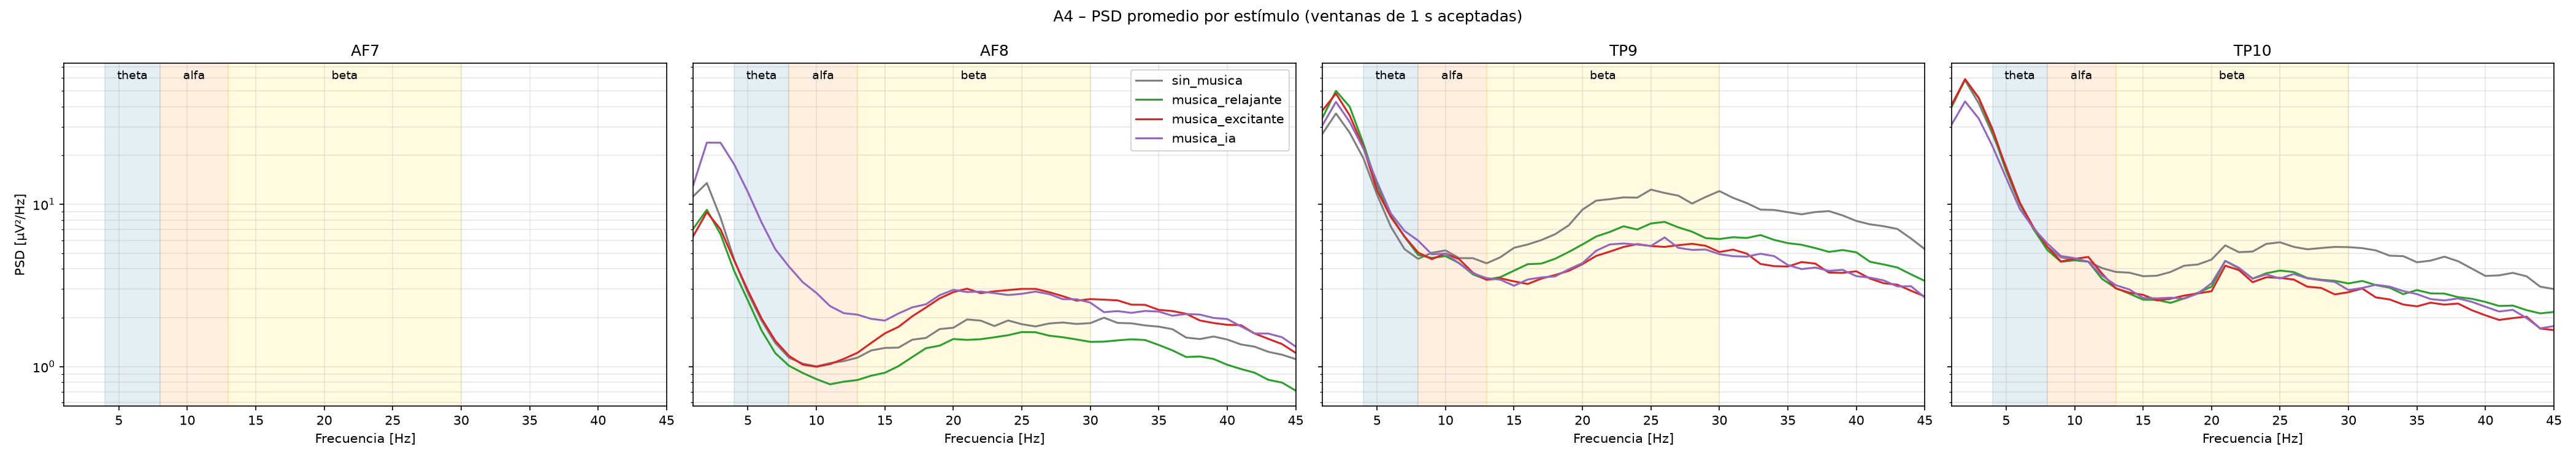 A4 – PSD promedio por estímulo (ventanas de 1 s aceptadas)
AF7
AF8
TP9
TP10
theta alfa beta
theta alfa beta
theta alfa beta
theta alfa beta
sin_musica
musica_relajante
musica_excitante
musica_ia
PSD [µV²/Hz]
10¹
10⁰
5 10 15 20 25 30 35 40 45
5 10 15 20 25 30 35 40 45
5 10 15 20 25 30 35 40 45
5 10 15 20 25 30 35 40 45
Frecuencia [Hz]
Frecuencia [Hz]
Frecuencia [Hz]
Frecuencia [Hz]